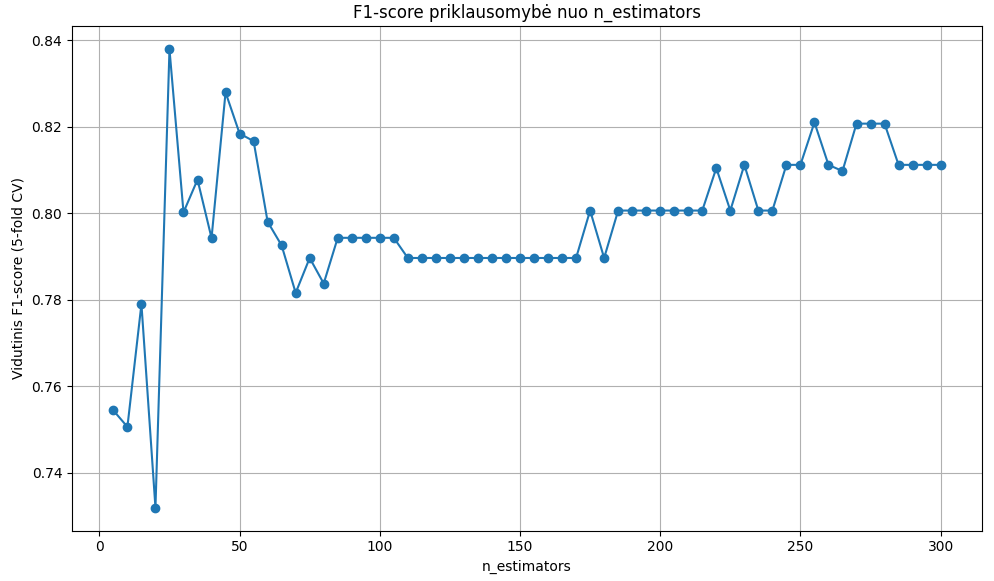 F1-score priklausomybė nuo n_estimators
Vidutinis F1-score (5-fold CV)
0.84
0.82
0.80
0.78
0.76
0.74
0 50 100 150 200 250 300
n_estimators